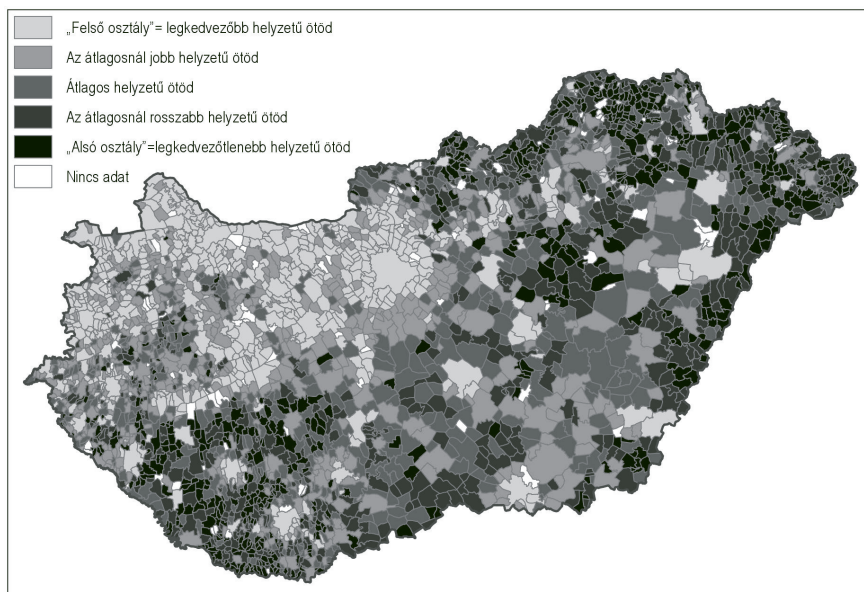 „Felső osztály”= legkedvezőbb helyzetű ötöd
Az átlagosnál jobb helyzetű ötöd
Átlagos helyzetű ötöd
Az átlagosnál rosszabb helyzetű ötöd
„Alsó osztály”=legkedvezőtlenebb helyzetű ötöd
Nincs adat